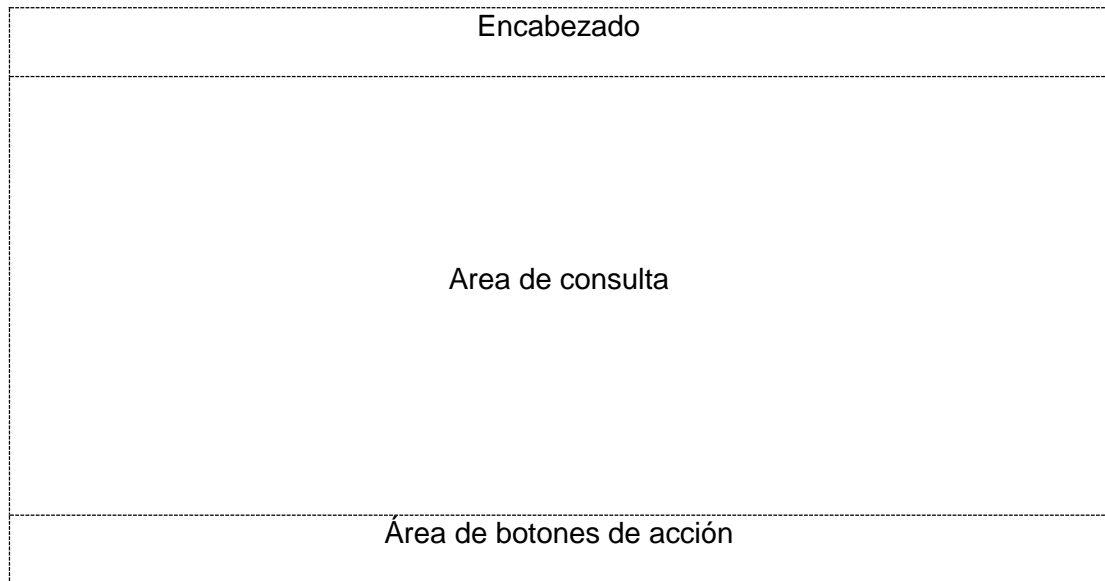 Encabezado
Area de consulta
Área de botones de acción